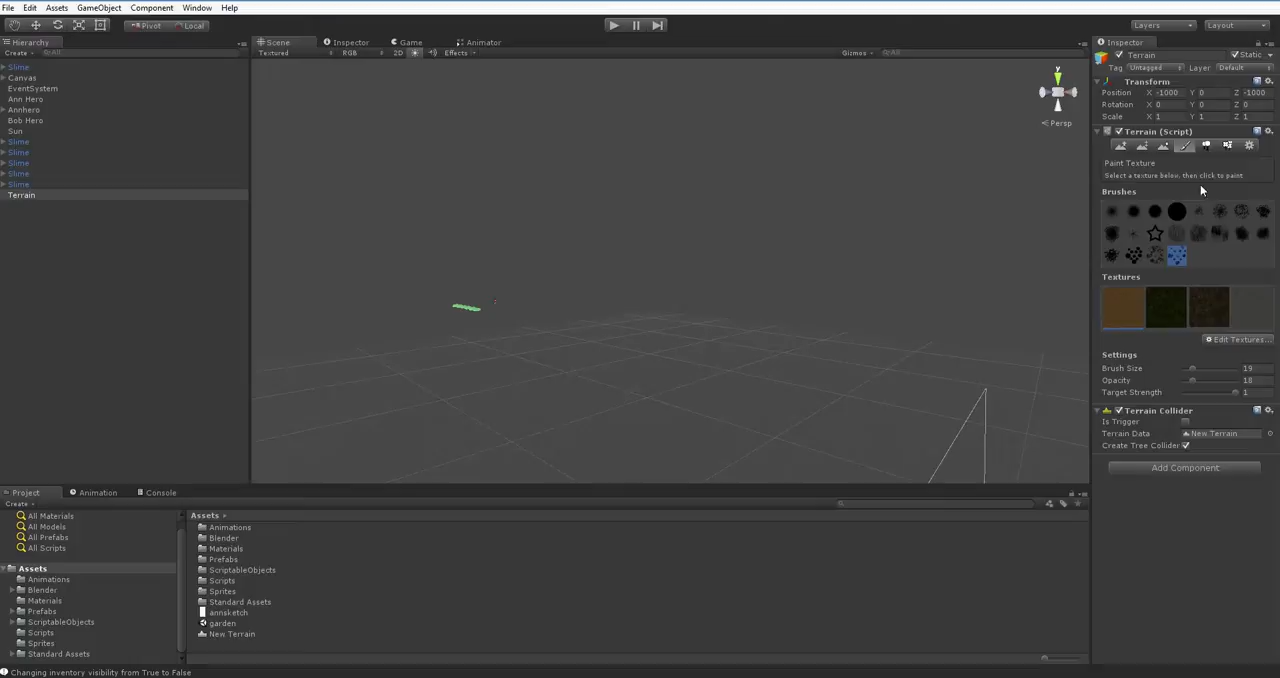 File Edit Assets GameObject Component Window Help
Pivot Local Layers Layout
Hierarchy
Create All
Slime
Canvas
EventSystem
Ann Hero
Annhero
Bob Hero
Sun
Slime
Slime
Slime
Slime
Slime
Terrain
Scene Inspector Game Animator
Textured RGB 2D Effects Gizmos All
y
Persp
Inspector
Terrain Static
Tag Untagged Layer Default
Transform
Position X -1000 Y 0 Z -1000
Rotation X 0 Y 0 Z 0
Scale X 1 Y 1 Z 1
Terrain (Script)
Paint Texture
Select a texture below, then click to paint
Brushes
Textures
Edit Textures...
Settings
Brush Size 19
Opacity 18
Target Strength 1
Terrain Collider
Is Trigger
Terrain Data New Terrain
Create Tree Collider
Add Component
Project Animation Console
Create
All Materials
All Models
All Prefabs
All Scripts
Assets
Animations
Blender
Materials
Prefabs
ScriptableObjects
Scripts
Sprites
Standard Assets
Assets
Animations
Blender
Materials
Prefabs
ScriptableObjects
Scripts
Sprites
Standard Assets
annsketch
garden
New Terrain
Changing inventory visibility from True to False